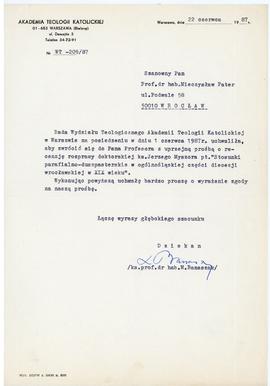 AKADEMIA TEOLOGII KATOLICKIEJ
01-653 WARSZAWA (Bielany)
ul. Dewajtis 3
Telefon 34-72-91
Warszawa, dnia 22 czerwca 1987r.
Nr WT -209/87
Szanowny Pan
Prof.dr hab.Mieczysław Pater
ul.Podwale 58
50010 WROCŁAW
Rada Wydziału Teologicznego Akademii Teologii Katolickiej
w Warszawie na posiedzeniu w dniu 1 czerwca 1987r. uchwaliła,
aby zwrócić się do Pana Profesora z uprzejmą prośbą o re-
cenzję rozprawy doktorskiej ks.Jerzego Myszora pt."Stosunki
parafialno-duszpasterskie w ogólnośląskiej części diecezji
wrocławskiej w XIX wieku".
Wykonując powyższą uchwałę bardzo proszę o wyrażenie zgody
na naszą prośbę.
Łączę wyrazy głębokiego szacunku
Dziekan
/ks.prof.dr hab.